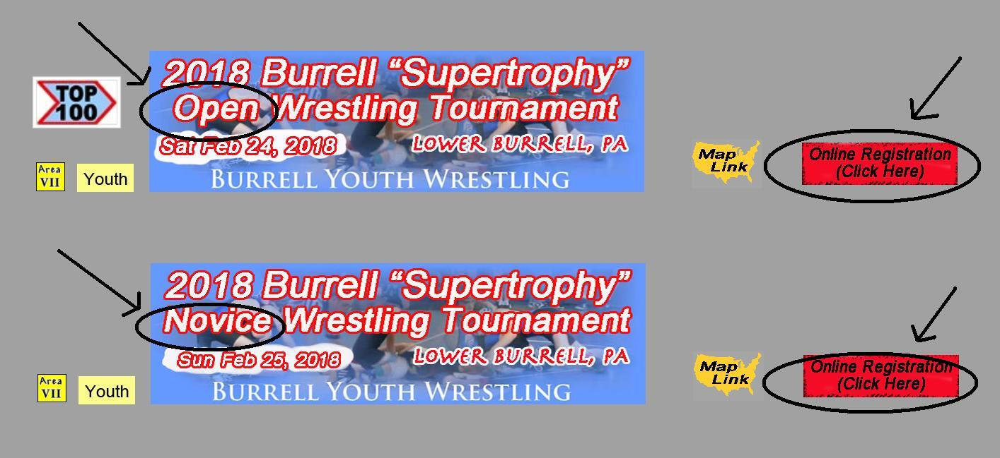 2018 Burrell “Supertrophy”
TOP
100
Open Wrestling Tournament
Sat Feb 24, 2018
LOWER BURRELL, PA
Area
VII
Youth
BURRELL YOUTH WRESTLING
Map
Link
Online Registration
(Click Here)
2018 Burrell “Supertrophy”
Novice Wrestling Tournament
Sun Feb 25, 2018
LOWER BURRELL, PA
Area
VII
Youth
BURRELL YOUTH WRESTLING
Map
Link
Online Registration
(Click Here)